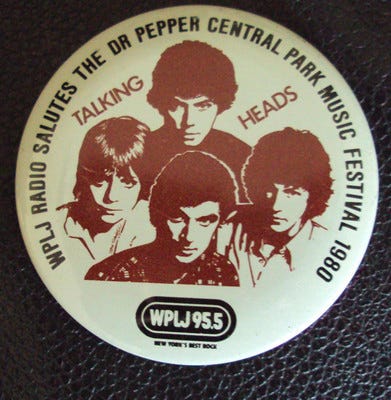 WPLJ RADIO SALUTES THE DR PEPPER CENTRAL PARK MUSIC FESTIVAL 1980
TALKING HEADS
WPLJ 95.5
NEW YORK'S BEST ROCK